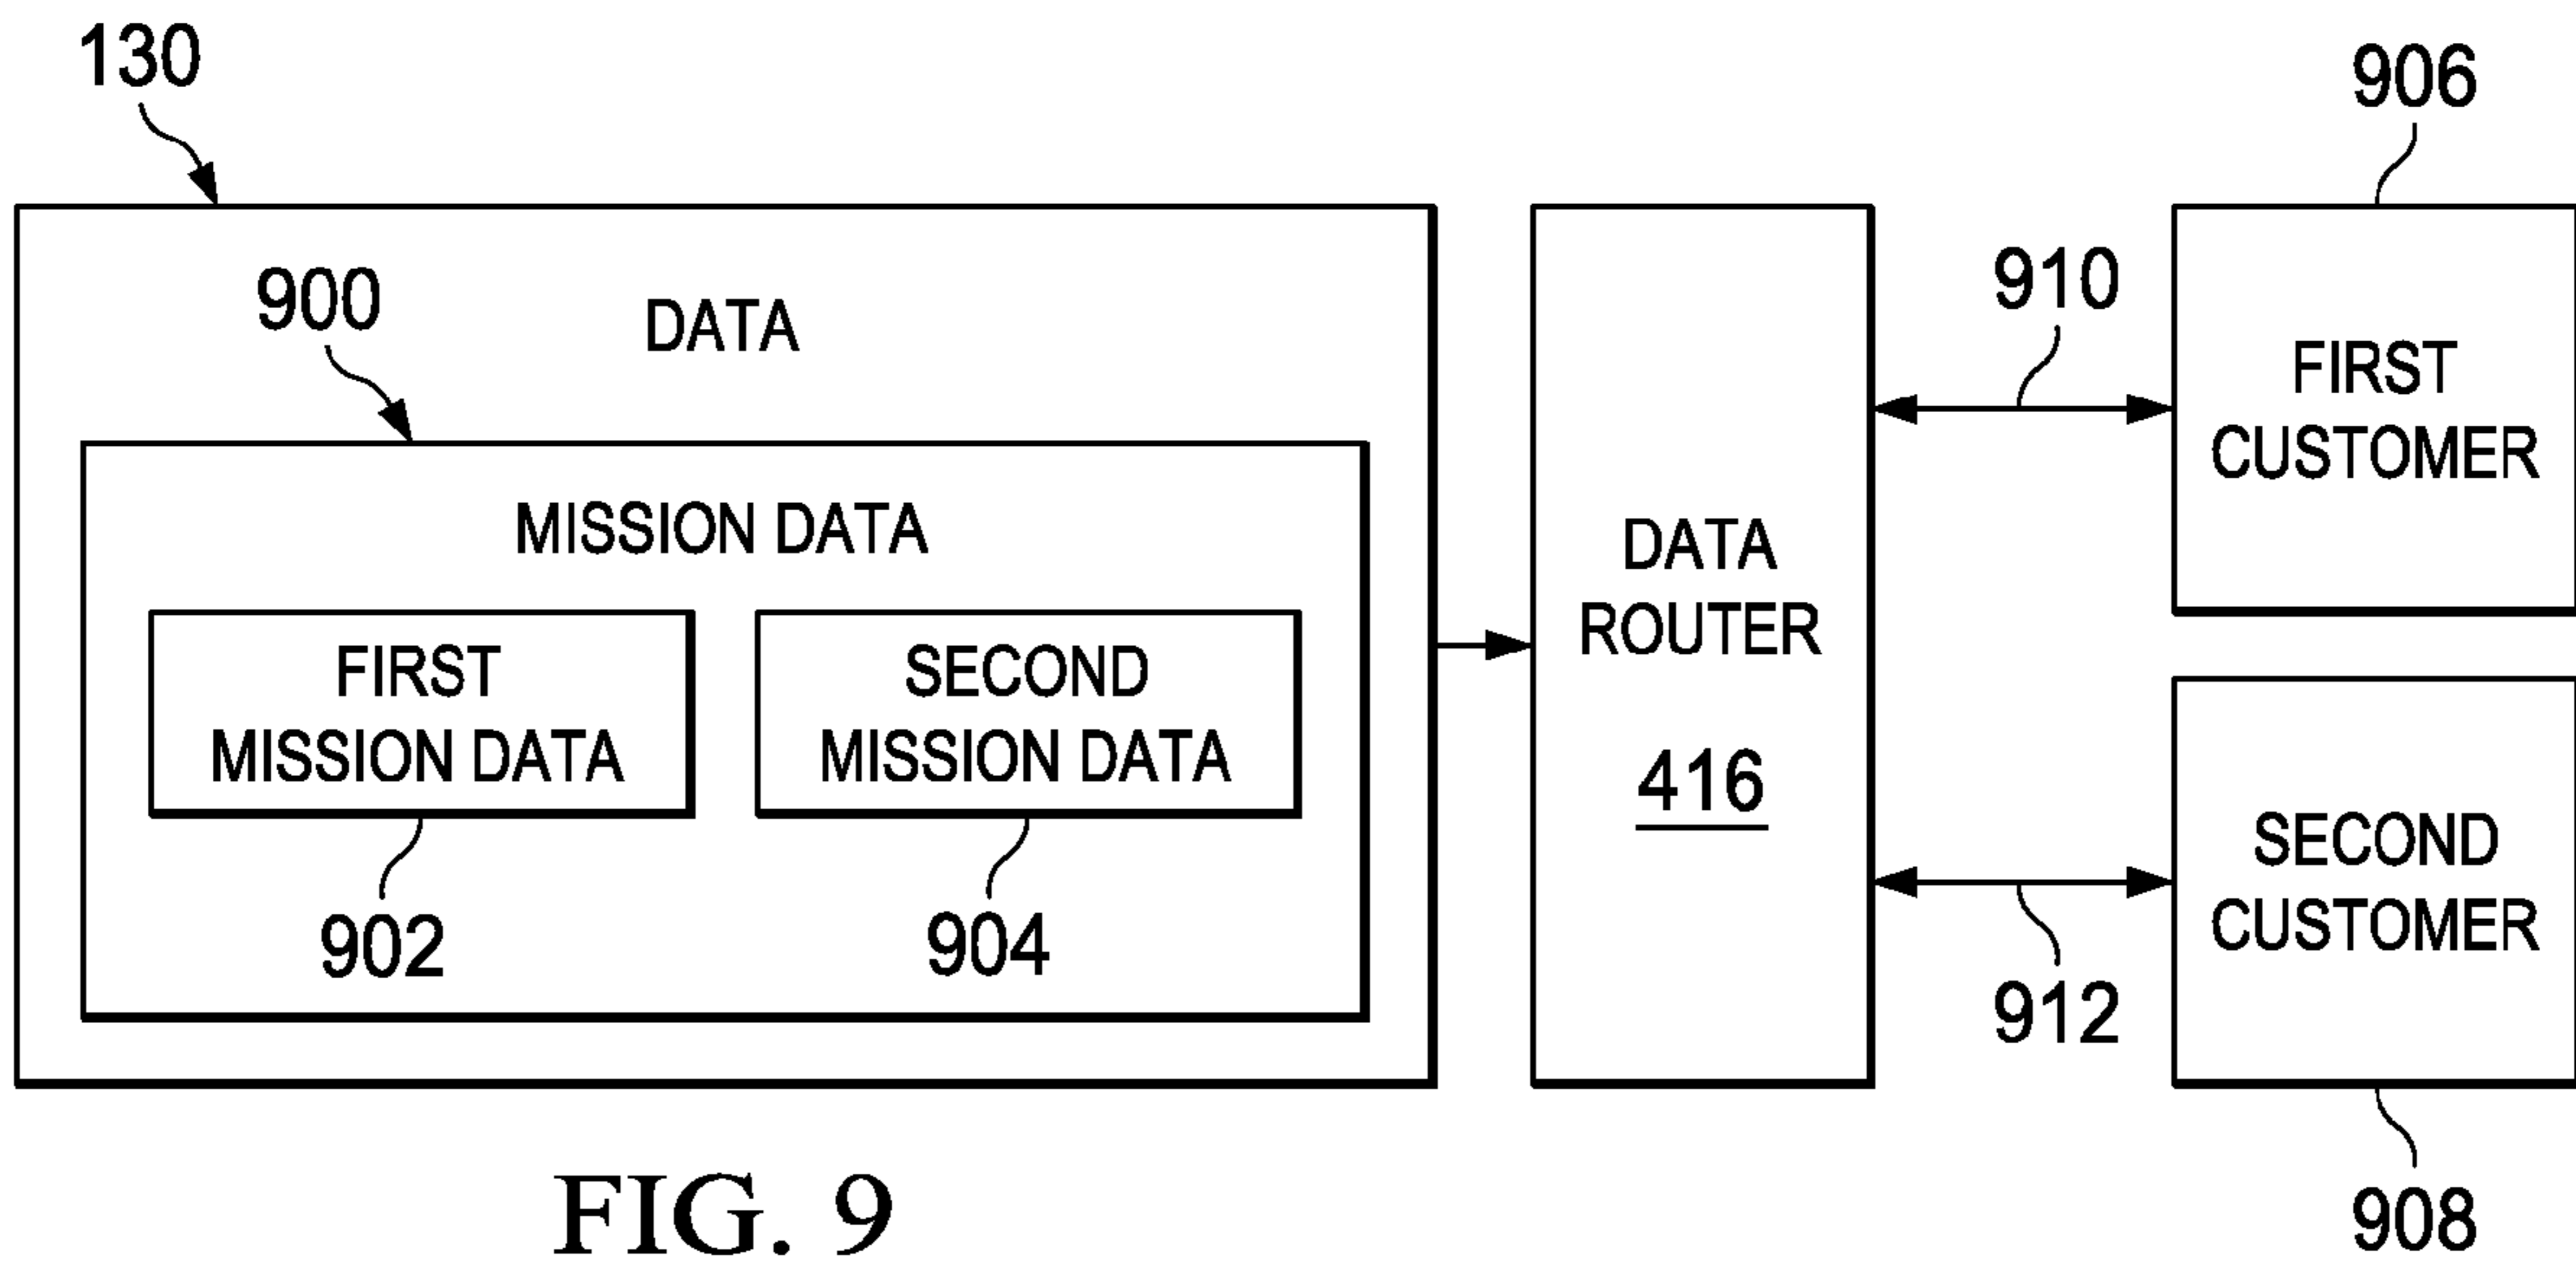 130
906
900
DATA
910
FIRST
CUSTOMER
MISSION DATA
DATA
ROUTER
416
FIRST
MISSION DATA
SECOND
MISSION DATA
902
904
SECOND
CUSTOMER
912
908
FIG. 9